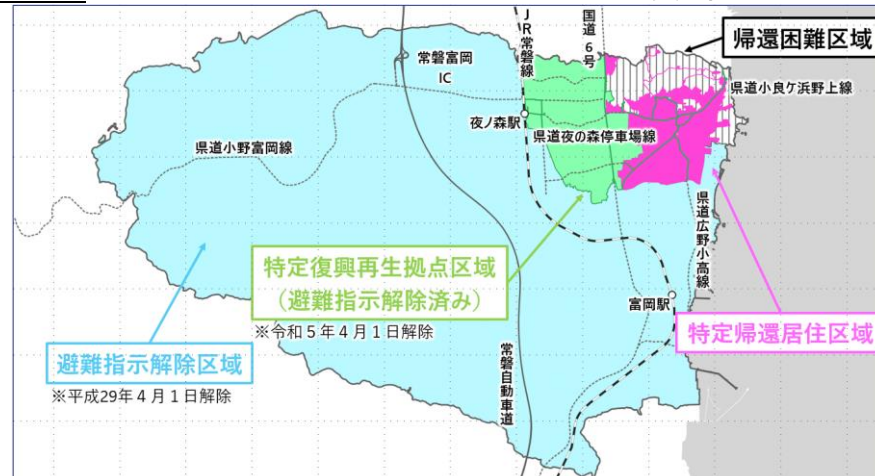 帰還困難区域
常磐富岡
IC
JR常磐線
国道6号
県道小良ケ浜野上線
夜ノ森駅
県道夜の森停車場線
県道小野富岡線
県道広野小高線
特定復興再生拠点区域
（避難指示解除済み）
※令和5年4月1日解除
富岡駅
特定帰還居住区域
避難指示解除区域
※平成29年4月1日解除
常磐自動車道